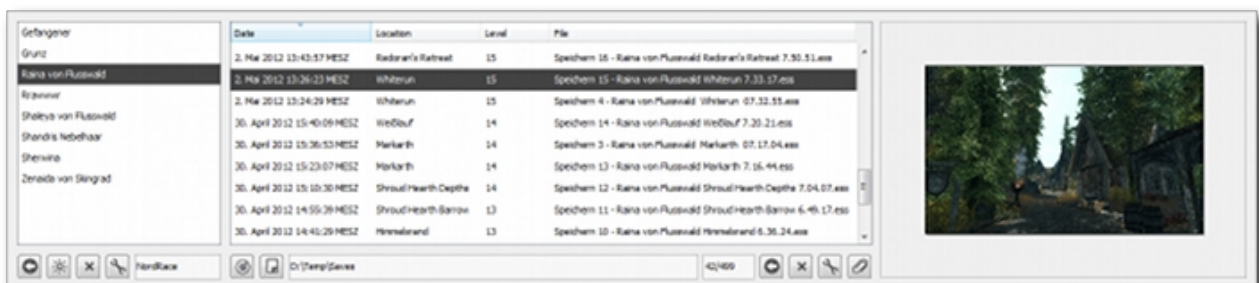 Gefangener
Grunz
Raina von Flusswald
Rrawwwr
Shaleya von Flusswald
Shandris Nebelhaar
Sherwina
Zenaida von Skingrad
NordRace
Date Location Level File
2. Mai 2012 13:43:57 MESZ Redoran's Retreat 15 Speichern 16 - Raina von Flusswald Redoran's Retreat 7.50.51.ess
2. Mai 2012 13:26:23 MESZ Whiterun 15 Speichern 15 - Raina von Flusswald Whiterun 7.33.17.ess
2. Mai 2012 13:24:29 MESZ Whiterun 15 Speichern 4 - Raina von Flusswald Whiterun 07.32.55.ess
30. April 2012 15:40:09 MESZ Weißlauf 14 Speichern 14 - Raina von Flusswald Weißlauf 7.20.21.ess
30. April 2012 15:36:53 MESZ Markarth 14 Speichern 3 - Raina von Flusswald Markarth 07.17.04.ess
30. April 2012 15:23:07 MESZ Markarth 14 Speichern 13 - Raina von Flusswald Markarth 7.16.44.ess
30. April 2012 15:10:30 MESZ Shroud Hearth Depths 14 Speichern 12 - Raina von Flusswald Shroud Hearth Depths 7.04.07.ess
30. April 2012 14:55:39 MESZ Shroud Hearth Barrow 13 Speichern 11 - Raina von Flusswald Shroud Hearth Barrow 6.49.17.ess
30. April 2012 14:41:29 MESZ Himmelsrand 13 Speichern 10 - Raina von Flusswald Himmelsrand 6.36.24.ess
D:\Temp\Saves
42/499